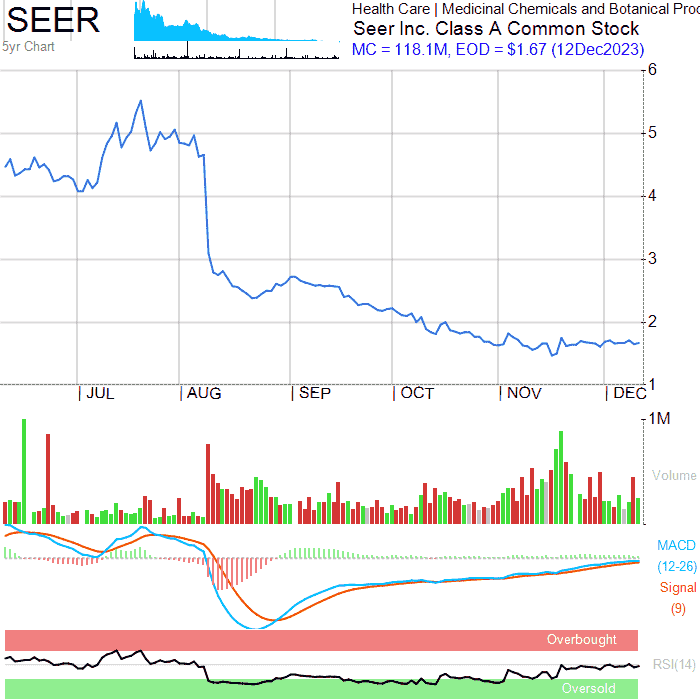 SEER
5yr Chart
Health Care | Medicinal Chemicals and Botanical Proc
Seer Inc. Class A Common Stock
MC = 118.1M, EOD = $1.67 (12Dec2023)
6
5
4
3
2
1
JUL AUG SEP OCT NOV DEC
1M
Volume
MACD
(12-26)
Signal
(9)
Overbought
RSI(14)
Oversold